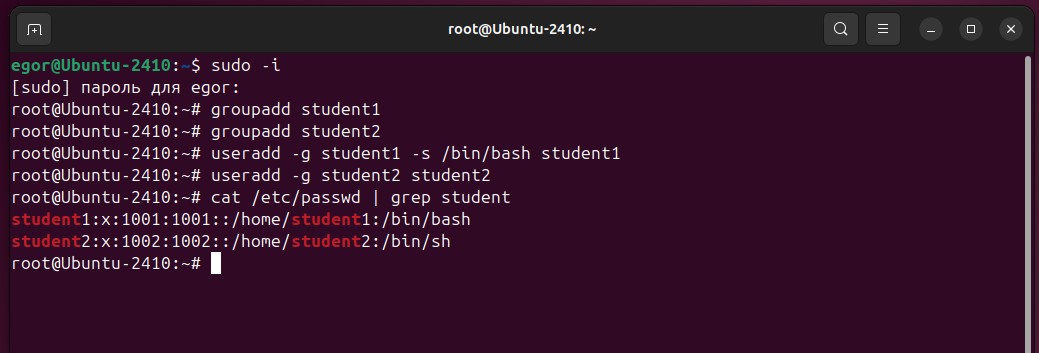 root@Ubuntu-2410: ~
egor@Ubuntu-2410:~$ sudo -i
[sudo] пароль для egor:
root@Ubuntu-2410:~# groupadd student1
root@Ubuntu-2410:~# groupadd student2
root@Ubuntu-2410:~# useradd -g student1 -s /bin/bash student1
root@Ubuntu-2410:~# useradd -g student2 student2
root@Ubuntu-2410:~# cat /etc/passwd | grep student
student1:x:1001:1001::/home/student1:/bin/bash
student2:x:1002:1002::/home/student2:/bin/sh
root@Ubuntu-2410:~#